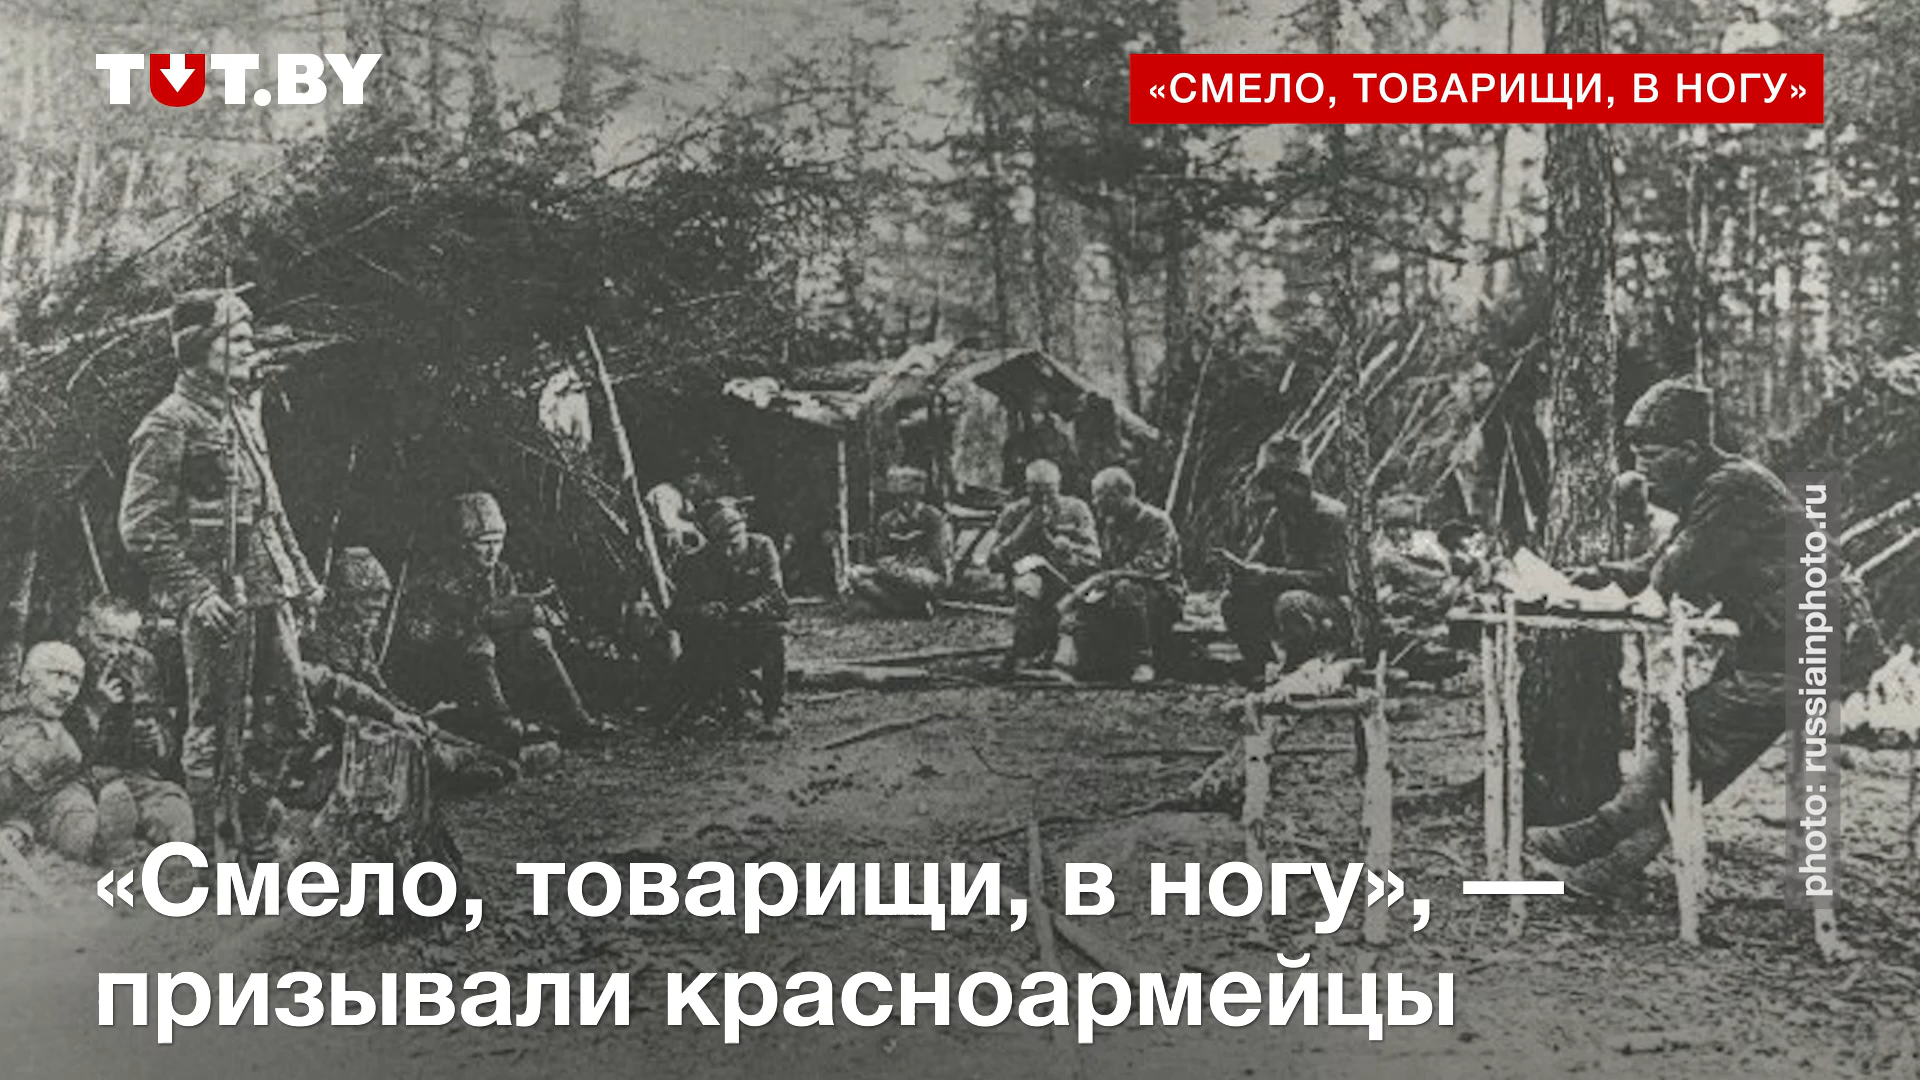 TUT.BY
«СМЕЛО, ТОВАРИЩИ, В НОГУ»
photo: russiainphoto.ru
«Смело, товарищи, в ногу», —
призывали красноармейцы